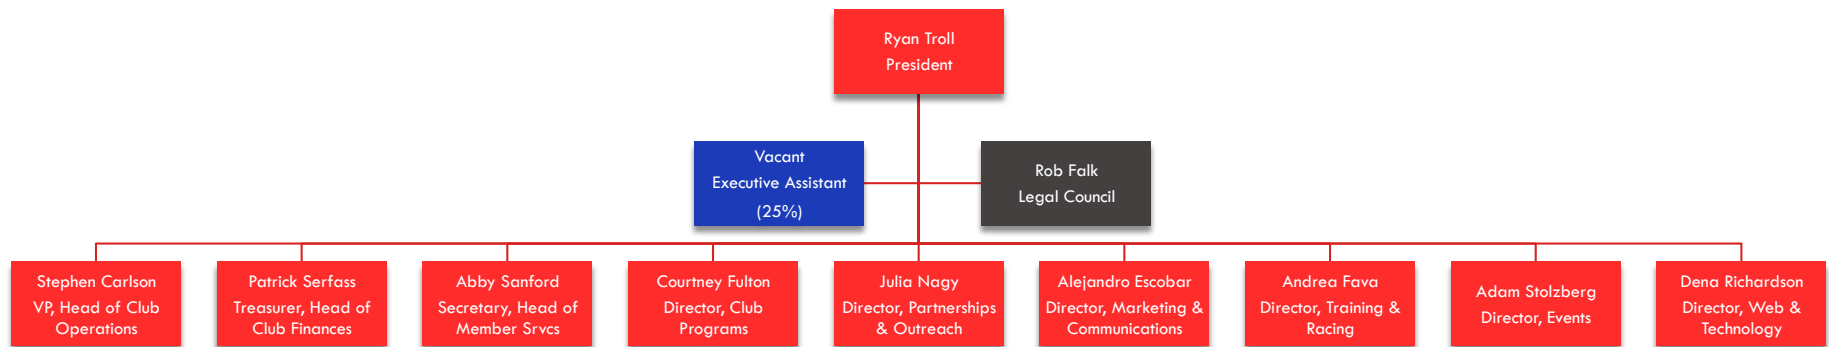 Ryan Troll
President
Vacant
Executive Assistant
(25%)
Rob Falk
Legal Council
Stephen Carlson
VP, Head of Club
Operations
Patrick Serfass
Treasurer, Head of
Club Finances
Abby Sanford
Secretary, Head of
Member Srvcs
Courtney Fulton
Director, Club
Programs
Julia Nagy
Director, Partnerships
& Outreach
Alejandro Escobar
Director, Marketing &
Communications
Andrea Fava
Director, Training &
Racing
Adam Stolzberg
Director, Events
Dena Richardson
Director, Web &
Technology